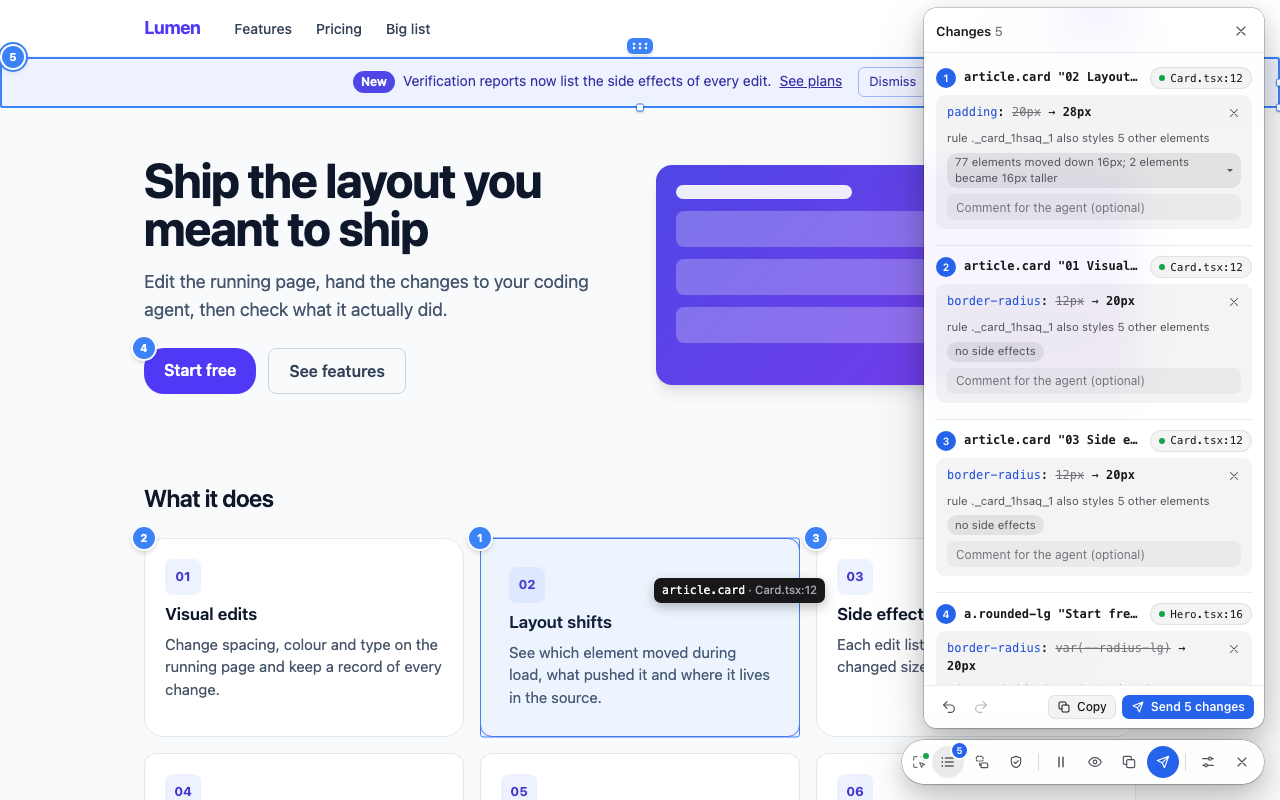 Lumen
Features
Pricing
Big list
5
New
Verification reports now list the side effects of every edit.
See plans
Dismiss
Ship the layout you
meant to ship
Edit the running page, hand the changes to your coding
agent, then check what it actually did.
4
Start free
See features
What it does
2
01
Visual edits
Change spacing, colour and type on the
running page and keep a record of every
change.
1
02
Layout shifts
See which element moved during
load, what pushed it and where it lives
in the source.
article.card · Card.tsx:12
3
03
Side effect
Each edit list
changed size
04
05
06
Changes 5
1 article.card "02 Layout… Card.tsx:12
padding: 20px → 28px
rule ._card_1hsaq_1 also styles 5 other elements
77 elements moved down 16px; 2 elements
became 16px taller
Comment for the agent (optional)
2 article.card "01 Visual… Card.tsx:12
border-radius: 12px → 20px
rule ._card_1hsaq_1 also styles 5 other elements
no side effects
Comment for the agent (optional)
3 article.card "03 Side e… Card.tsx:12
border-radius: 12px → 20px
rule ._card_1hsaq_1 also styles 5 other elements
no side effects
Comment for the agent (optional)
4 a.rounded-lg "Start fre… Hero.tsx:16
border-radius: var(--radius-lg) →
20px
Copy
Send 5 changes
5